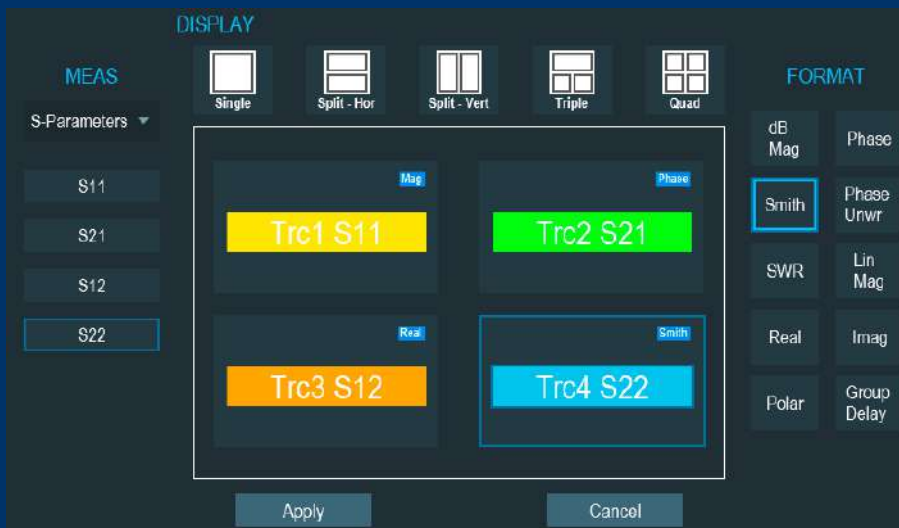 DISPLAY
MEAS
S-Parameters
S11
S21
S12
S22
Single
Split - Hor
Split - Vert
Triple
Quad
Mag
Trc1 S11
Phase
Trc2 S21
Real
Trc3 S12
Smith
Trc4 S22
Apply
Cancel
FORMAT
dB
Mag
Phase
Smith
Phase
Unwr
SWR
Lin
Mag
Real
Imag
Polar
Group
Delay